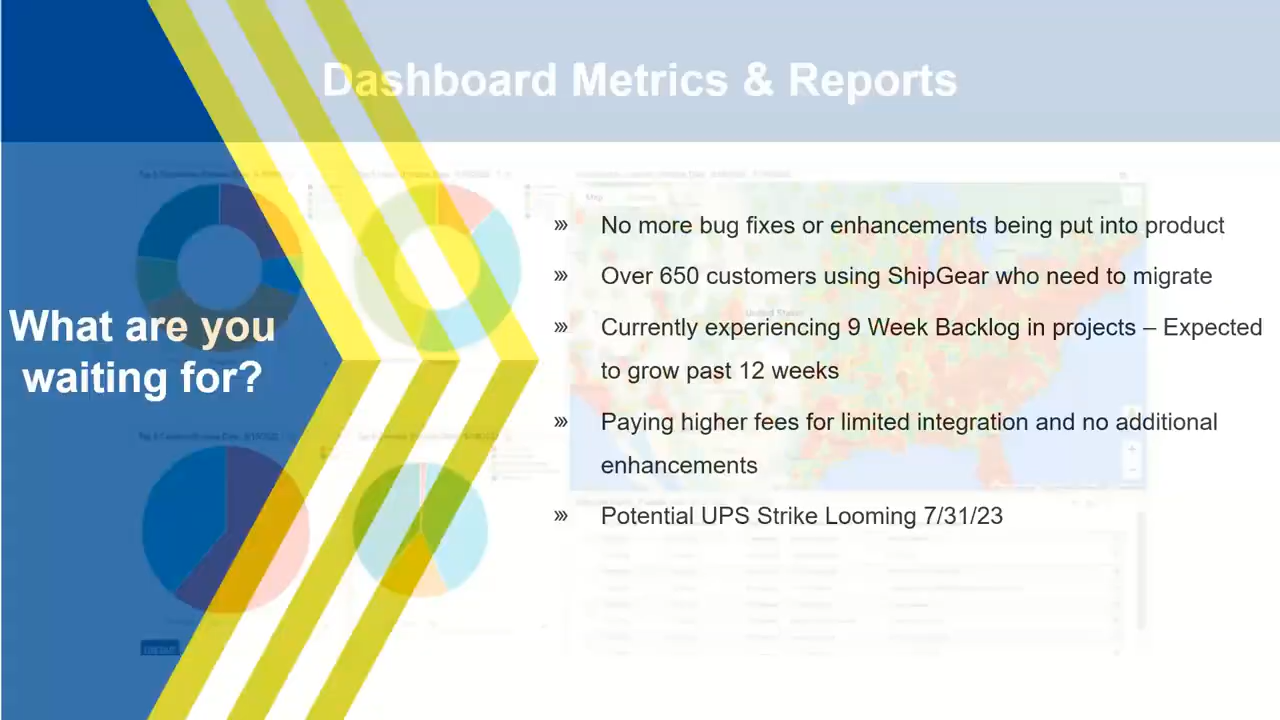 Dashboard Metrics & Reports
What are you
waiting for?
» No more bug fixes or enhancements being put into product
» Over 650 customers using ShipGear who need to migrate
» Currently experiencing 9 Week Backlog in projects – Expected
to grow past 12 weeks
» Paying higher fees for limited integration and no additional
enhancements
» Potential UPS Strike Looming 7/31/23
Map
United States